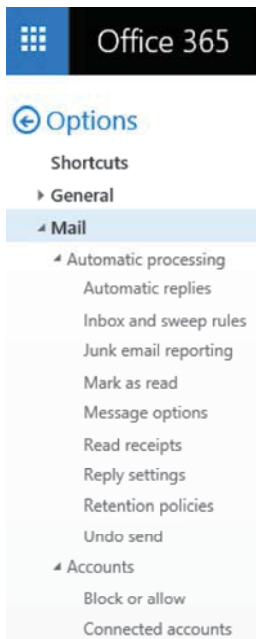 Office 365
Options
Shortcuts
General
Mail
Automatic processing
Automatic replies
Inbox and sweep rules
Junk email reporting
Mark as read
Message options
Read receipts
Reply settings
Retention policies
Undo send
Accounts
Block or allow
Connected accounts